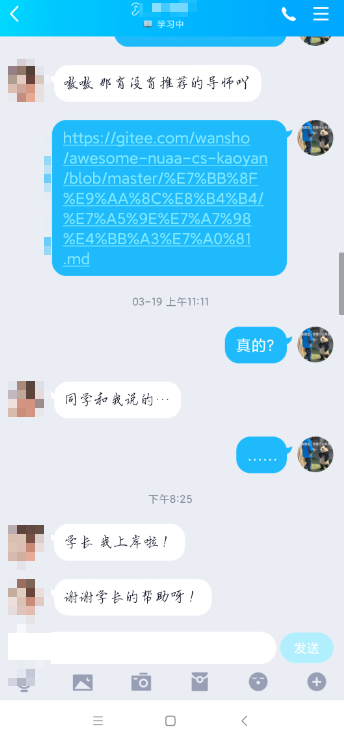 学习中
嗷嗷 那有没有推荐的导师吖
https://gitee.com/wansho
/awesome-nuaa-cs-kaoyan
/blob/master/%E7%BB%8F
%E9%AA%8C%E8%B4%B4/
%E7%A5%9E%E7%A7%98
%E4%BB%A3%E7%A0%81
.md
03-19 上午11:11
真的?
同学和我说的…
……
下午8:25
学长 我上岸啦！
谢谢学长的帮助呀！
发送